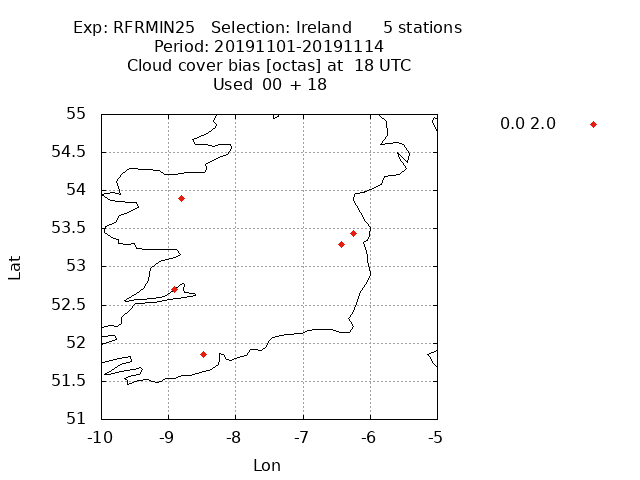 Exp: RFRMIN25   Selection: Ireland      5 stations
Period: 20191101-20191114
Cloud cover bias [octas] at  18 UTC
Used  00 + 18
0.0 2.0
55
54.5
54
53.5
53
52.5
52
51.5
51
Lat
-10
-9
-8
-7
-6
-5
Lon